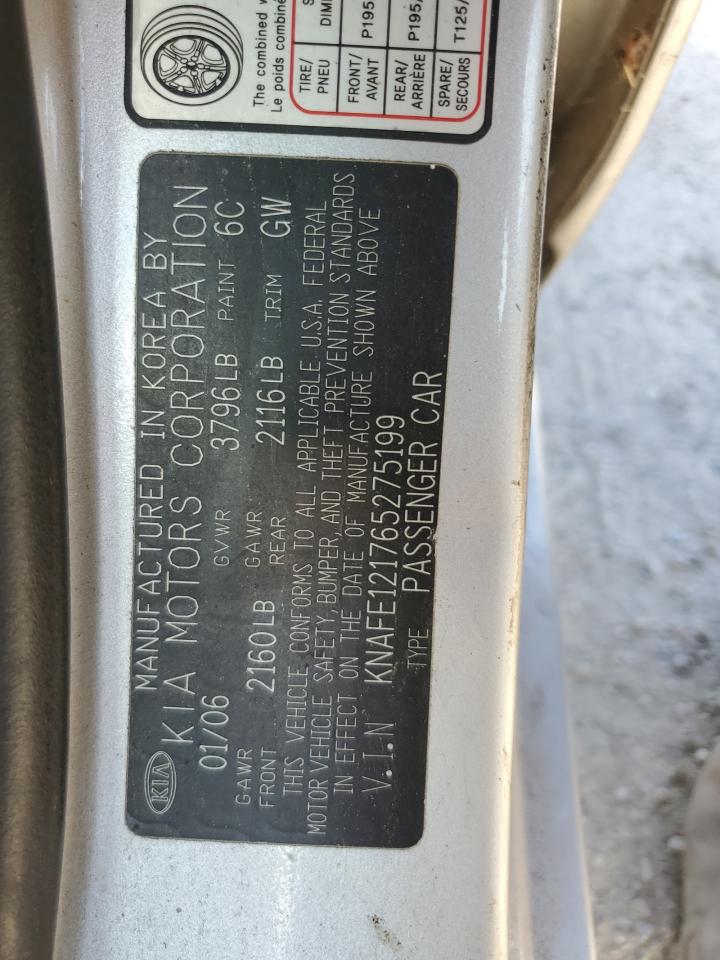 MANUFACTURED IN KOREA BY
KIA MOTORS CORPORATION
01/06 GVWR 3796LB PAINT 6C
GAWR FRONT 2160LB GAWR REAR 2116LB TRIM GW
THIS VEHICLE CONFORMS TO ALL APPLICABLE U.S.A. FEDERAL
MOTOR VEHICLE SAFETY, BUMPER, AND THEFT PREVENTION STANDARDS
IN EFFECT ON THE DATE OF MANUFACTURE SHOWN ABOVE
V.I.N KNAFE121765275199
TYPE PASSENGER CAR
KIA
The combined
Le poids combiné
TIRE/
PNEU
FRONT/ P195
AVANT
REAR/ P195/
ARRIÈRE
SPARE/ T125/
SECOURS